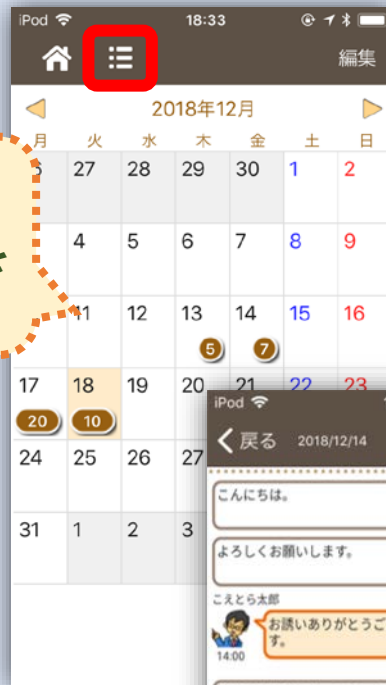 iPod 18:33
編集
2018年12月
月 火 水 木 金 土 日
27 28 29 30 1 2
4 5 6 7 8 9
を
11 12 13 14 15 16
5 7
17 18 19 20 21 22 23
20 10
iPod
戻る 2018/12/14
24 25 26 27
こんにちは。
31 1 2 3
よろしくお願いします。
こえとら太郎
お誘いありがとうご
す。
14:00